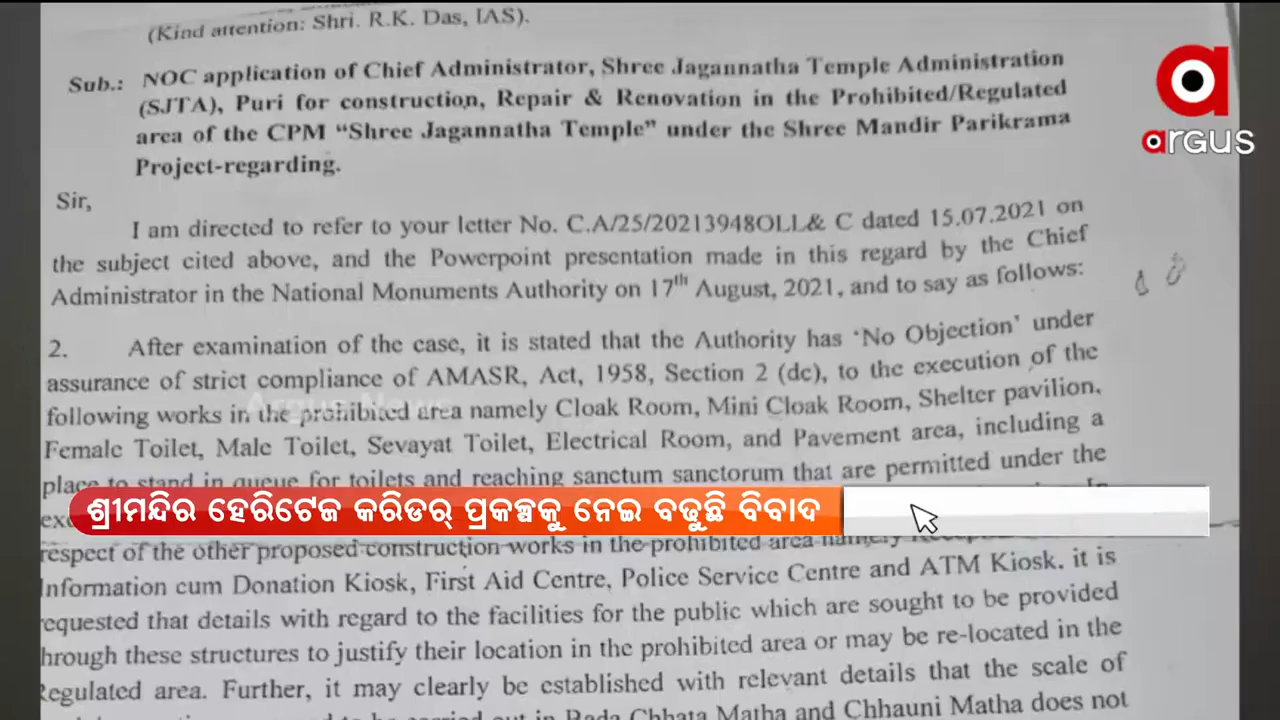 (Kind attention: Shri. R.K. Das, IAS).
Sub.: NOC application of Chief Administrator, Shree Jagannatha Temple Administration
(SJTA), Puri for construction, Repair & Renovation in the Prohibited/Regulated
area of the CPM “Shree Jagannatha Temple” under the Shree Mandir Parikrama
Project-regarding.
argus
Sir,
I am directed to refer to your letter No. C.A/25/20213948OLL& C dated 15.07.2021 on
the subject cited above, and the Powerpoint presentation made in this regard by the Chief
Administrator in the National Monuments Authority on 17th August, 2021, and to say as follows:
2. After examination of the case, it is stated that the Authority has ‘No Objection’ under
assurance of strict compliance of AMASR, Act, 1958, Section 2 (dc), to the execution of the
following works in the prohibited area namely Cloak Room, Mini Cloak Room, Shelter pavilion,
Argus News
Female Toilet, Male Toilet, Sevayat Toilet, Electrical Room, and Pavement area, including a
place to stand in queue for toilets and reaching sanctum sanctorum that are permitted under the
ଶ୍ରୀମନ୍ଦିର ହେରିଟେଜ କରିଡର୍ ପ୍ରକଳ୍ପକୁ ନେଇ ବଢୁଛି ବିବାଦ
respect of the other proposed construction works in the prohibited area namely
Information cum Donation Kiosk, First Aid Centre, Police Service Centre and ATM Kiosk, it is
equested that details with regard to the facilities for the public which are sought to be provided
hrough these structures to justify their location in the prohibited area or may be re-located in the
Regulated area. Further, it may clearly be established with relevant details that the scale of
carried out in Bada Chhata Matha and Chhauni Matha does not